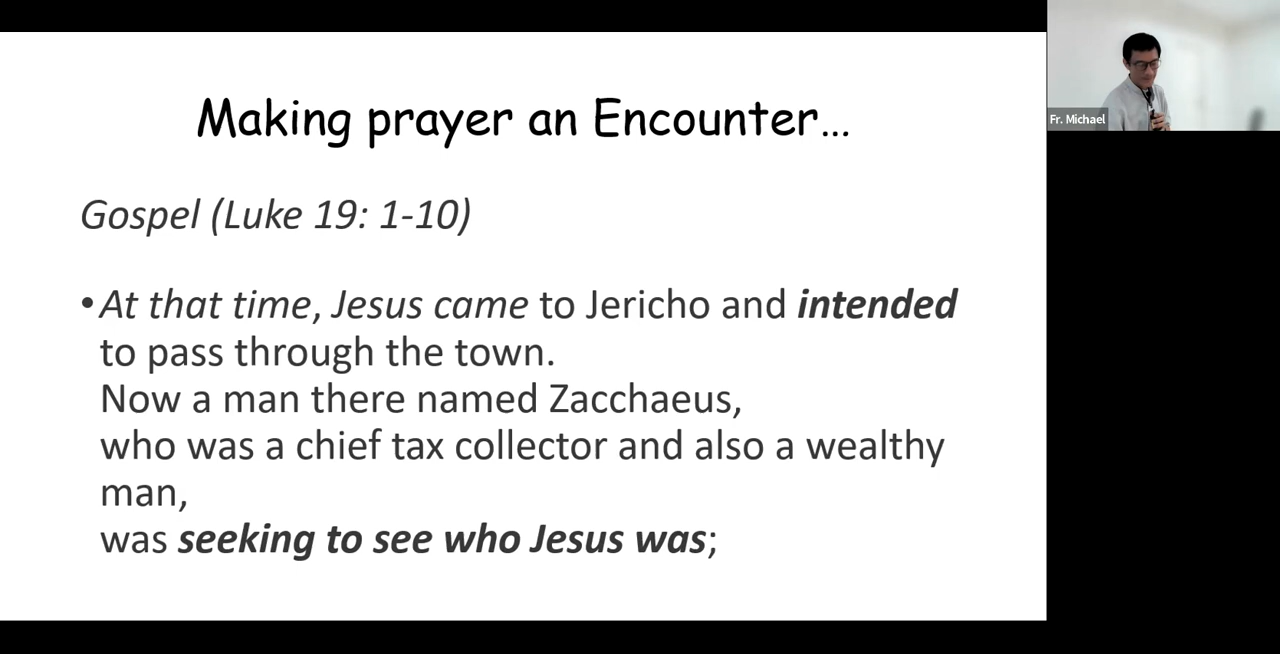 Making prayer an Encounter…
Gospel (Luke 19: 1-10)
•At that time, Jesus came to Jericho and intended
to pass through the town.
Now a man there named Zacchaeus,
who was a chief tax collector and also a wealthy
man,
was seeking to see who Jesus was;
Fr. Michael